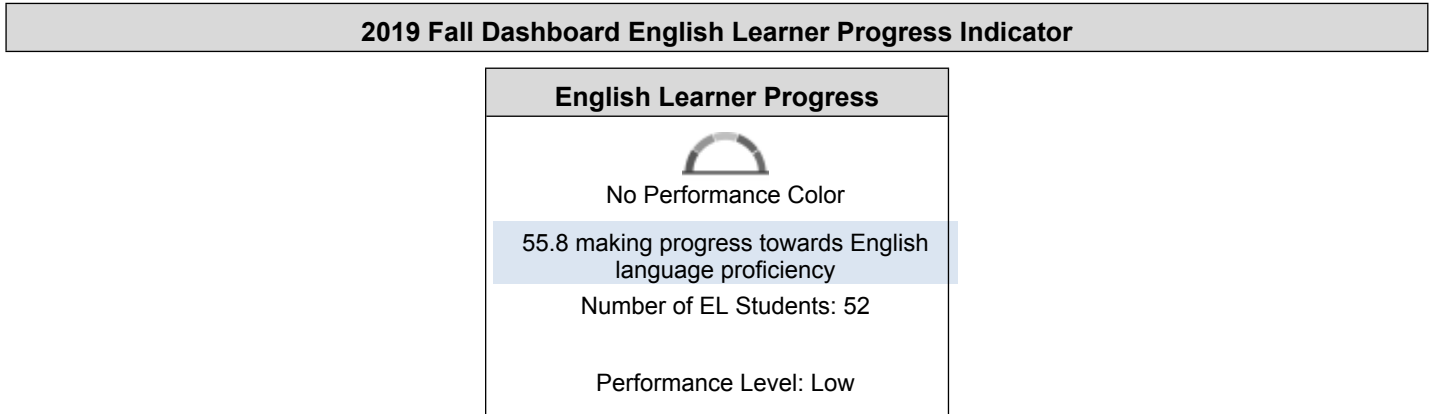 2019 Fall Dashboard English Learner Progress Indicator
English Learner Progress
No Performance Color
55.8 making progress towards English
language proficiency
Number of EL Students: 52
Performance Level: Low